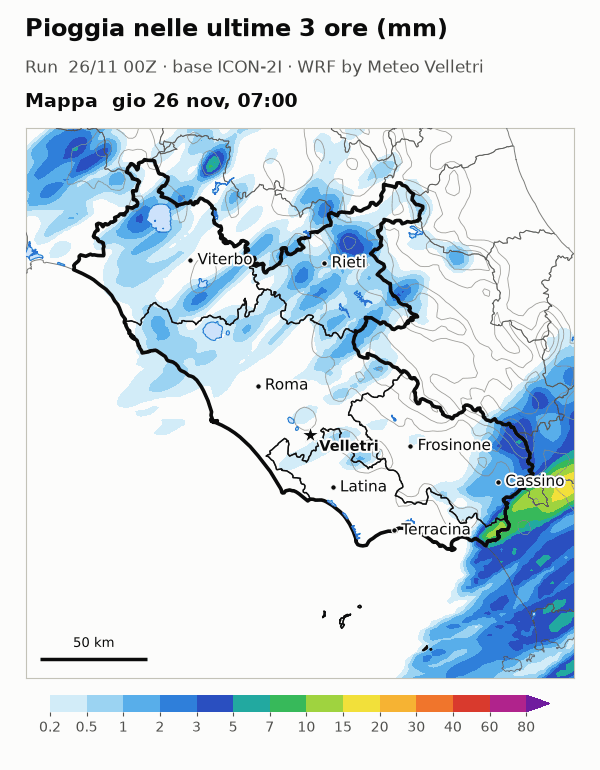 Pioggia nelle ultime 3 ore (mm)
Run  26/11 00Z · base ICON-2I · WRF by Meteo Velletri
Mappa  gio 26 nov, 07:00
Viterbo
Rieti
Roma
Velletri
Frosinone
Cassino
Latina
Terracina
50 km
0.2 0.5 1 2 3 5 7 10 15 20 30 40 60 80